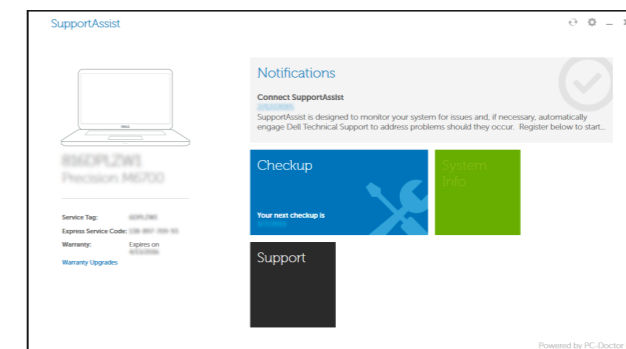 SupportAssist
Notifications
Connect SupportAssist
SupportAssist is designed to monitor your system for issues and, if necessary, automatically
engage Dell Technical Support to address problems should they occur. Register below to start...
Precision M6700
Service Tag:
Express Service Code:
Warranty: Expires on
Warranty Upgrades
Checkup
Your next checkup is
System
Info
Support
Powered by PC-Doctor